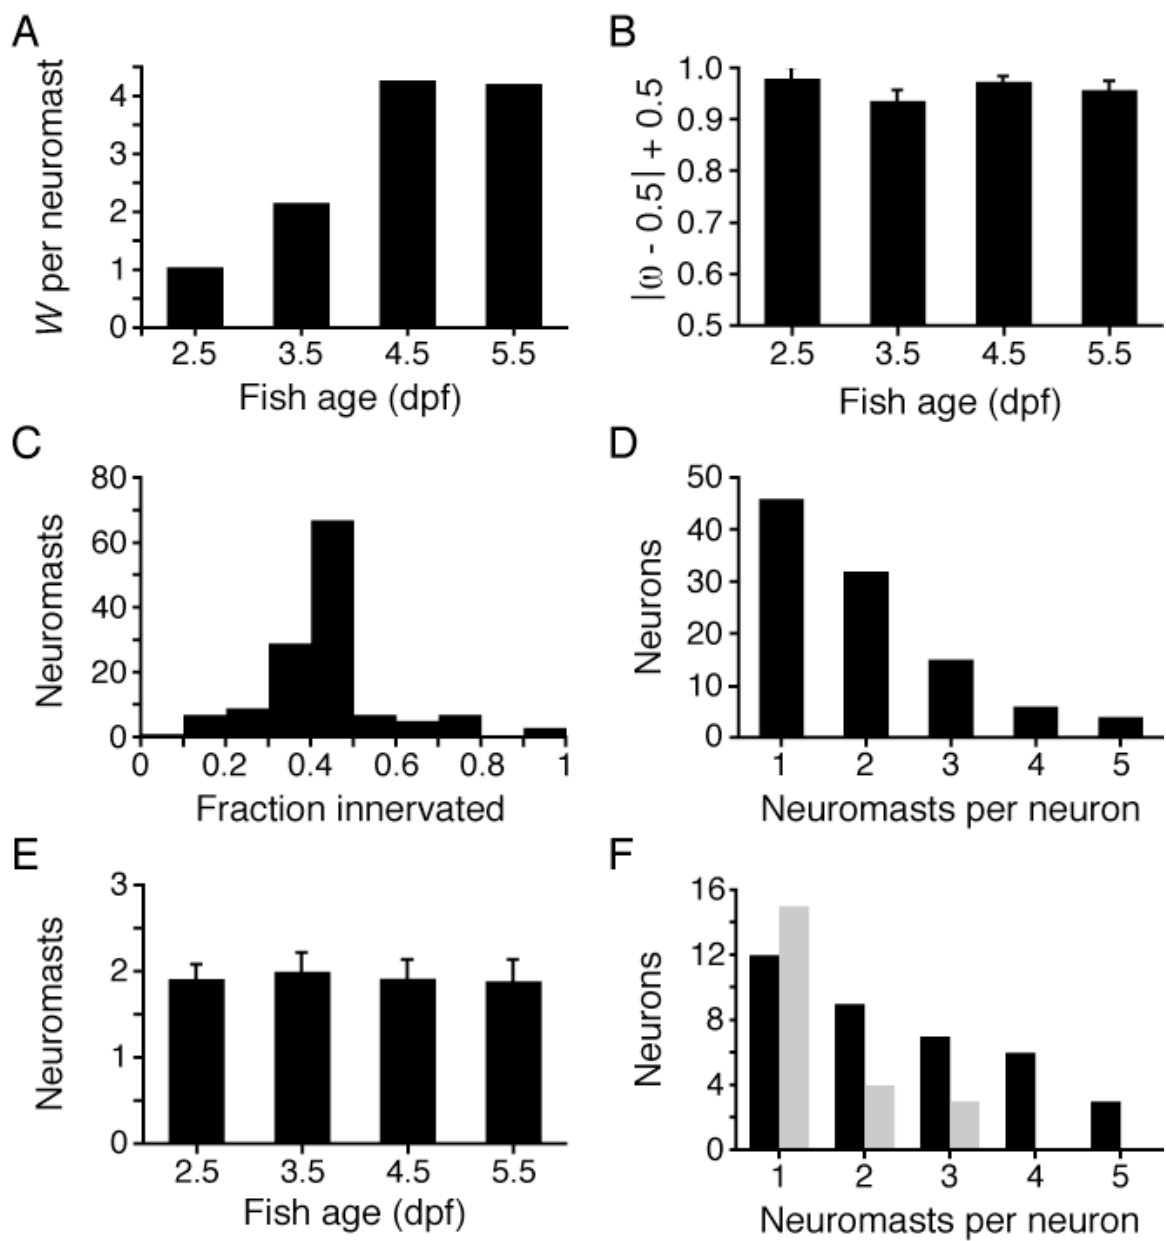 A
W per neuromast
4
3
2
1
0
2.5 3.5 4.5 5.5
Fish age (dpf)
B
|ω - 0.5| + 0.5
1.0
0.9
0.8
0.7
0.6
0.5
2.5 3.5 4.5 5.5
Fish age (dpf)
C
Neuromasts
80
60
40
20
0
0 0.2 0.4 0.6 0.8 1
Fraction innervated
D
Neurons
50
40
30
20
10
0
1 2 3 4 5
Neuromasts per neuron
E
Neuromasts
3
2
1
0
2.5 3.5 4.5 5.5
Fish age (dpf)
F
Neurons
16
12
8
4
0
1 2 3 4 5
Neuromasts per neuron